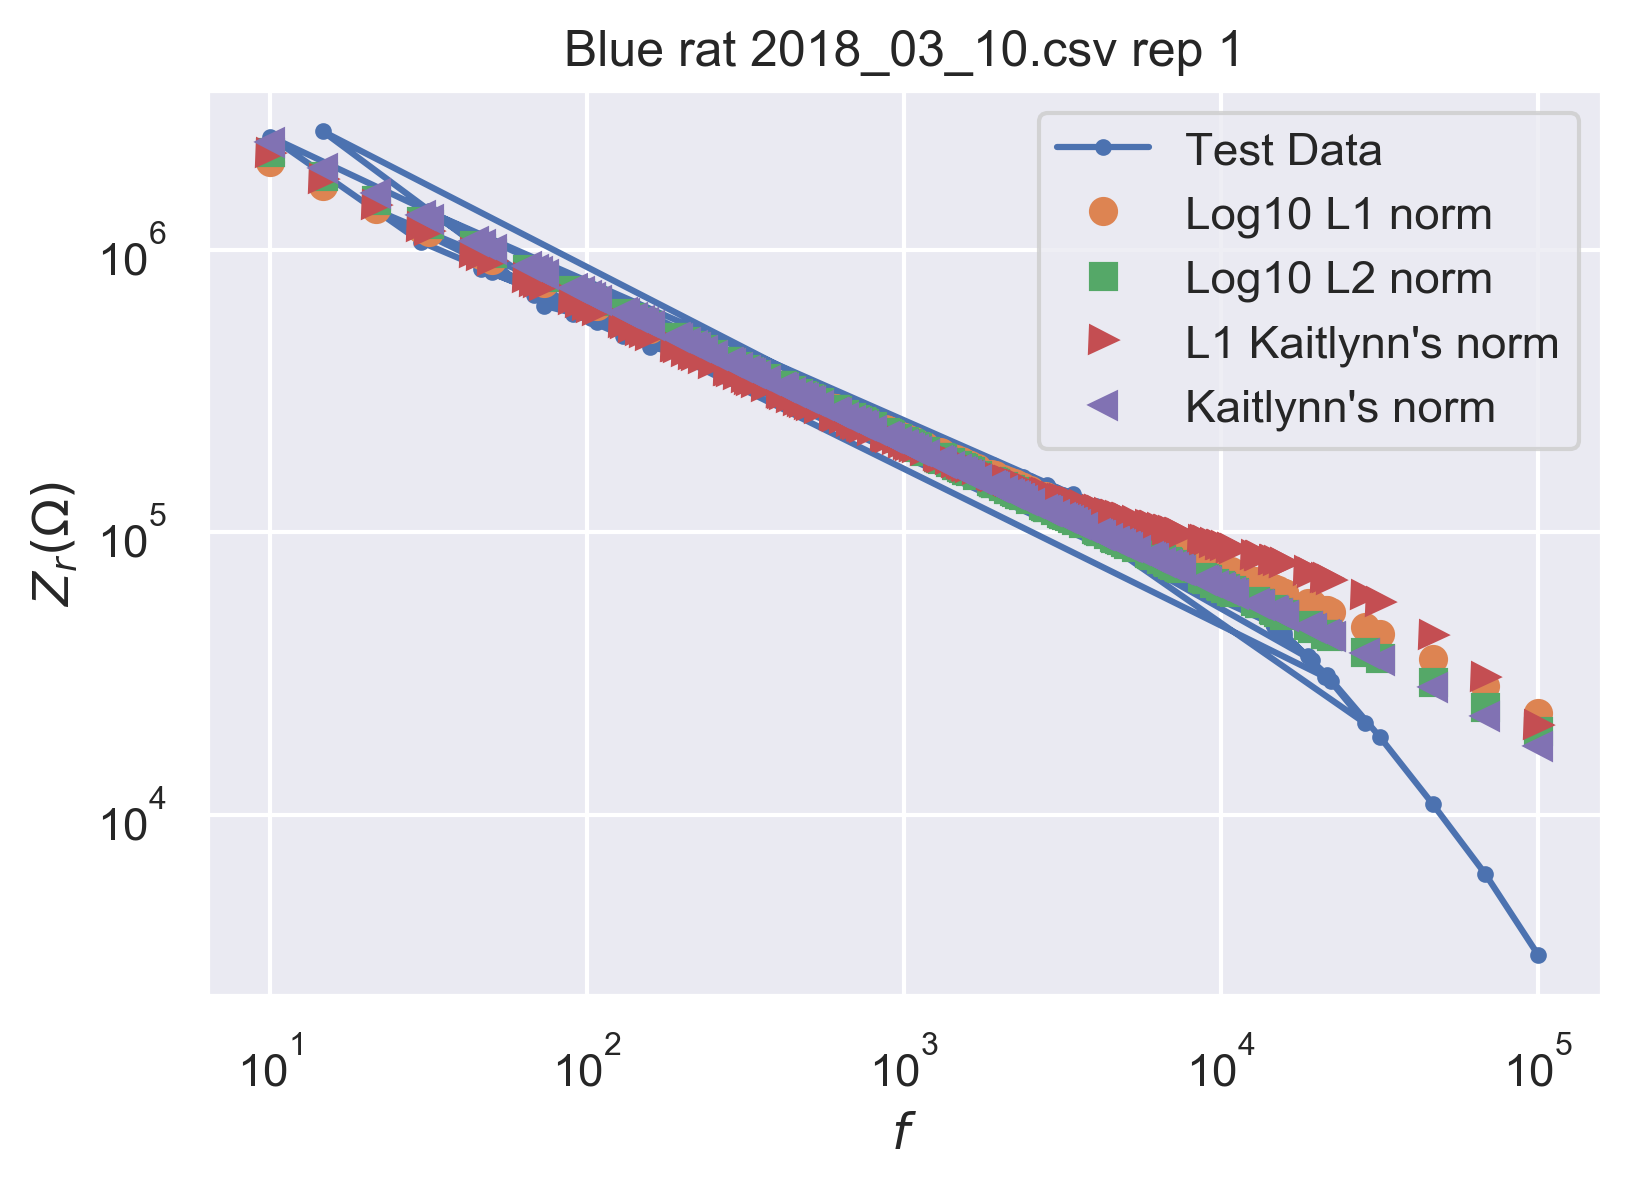 Blue rat 2018_03_10.csv rep 1
Test Data
Log10 L1 norm
Log10 L2 norm
L1 Kaitlynn's norm
Kaitlynn's norm
Z_r(Ω)
10^6
10^5
10^4
10^1 10^2 10^3 10^4 10^5
f